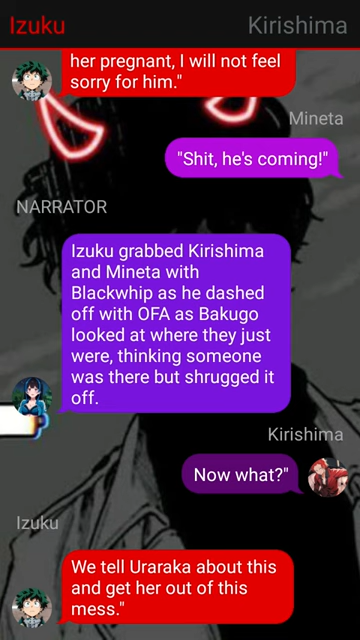 Izuku
Kirishima
her pregnant, I will not feel
sorry for him."
Mineta
"Shit, he's coming!"
NARRATOR
Izuku grabbed Kirishima
and Mineta with
Blackwhip as he dashed
off with OFA as Bakugo
looked at where they just
were, thinking someone
was there but shrugged it
off.
Kirishima
Now what?"
Izuku
We tell Uraraka about this
and get her out of this
mess."